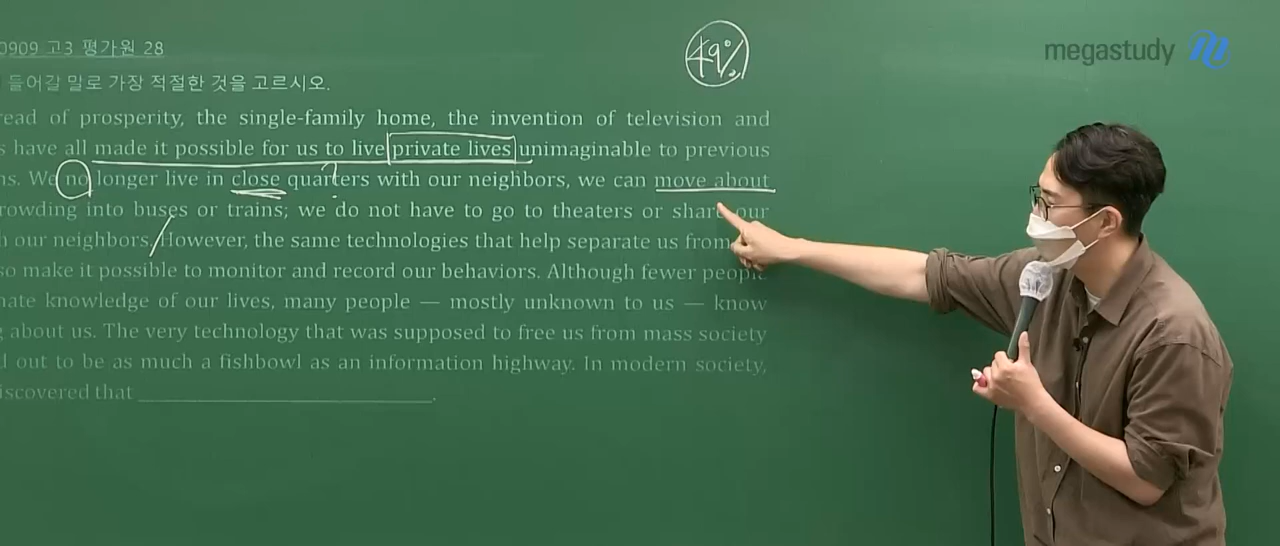 49%
megastudy
0909 고3 평가원 28
들어갈 말로 가장 적절한 것을 고르시오.
read of prosperity, the single-family home, the invention of television and
s have all made it possible for us to live private lives unimaginable to previous
ns. We no longer live in close quarters with our neighbors, we can move about
rowding into buses or trains; we do not have to go to theaters or share our
h our neighbors. However, the same technologies that help separate us from
so make it possible to monitor and record our behaviors. Although fewer people
mate knowledge of our lives, many people — mostly unknown to us — know
g about us. The very technology that was supposed to free us from mass society
d out to be as much a fishbowl as an information highway. In modern society,
iscovered that ______________________.